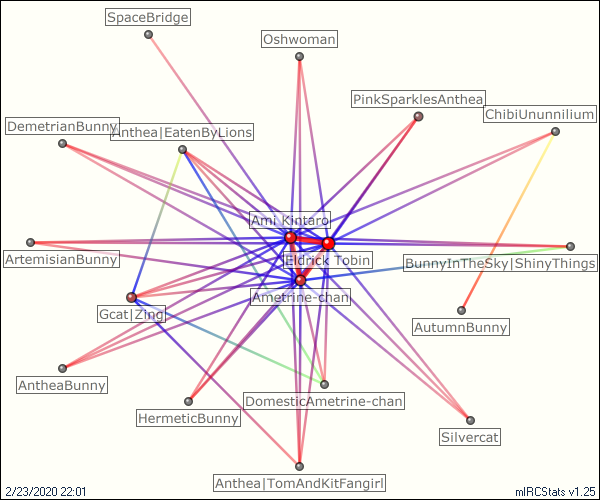 SpaceBridge
Oshwoman
PinkSparklesAnthea
ChibiUnunnilium
DemetrianBunny
Anthea|EatenByLions
Ami Kintaro
Eldrick Tobin
ArtemisianBunny
BunnyInTheSky|ShinyThings
Ametrine-chan
Gcat|Zing
AutumnBunny
AntheaBunny
DomesticAmetrine-chan
HermeticBunny
Silvercat
Anthea|TomAndKitFangirl
2/23/2020 22:01
mIRCStats v1.25